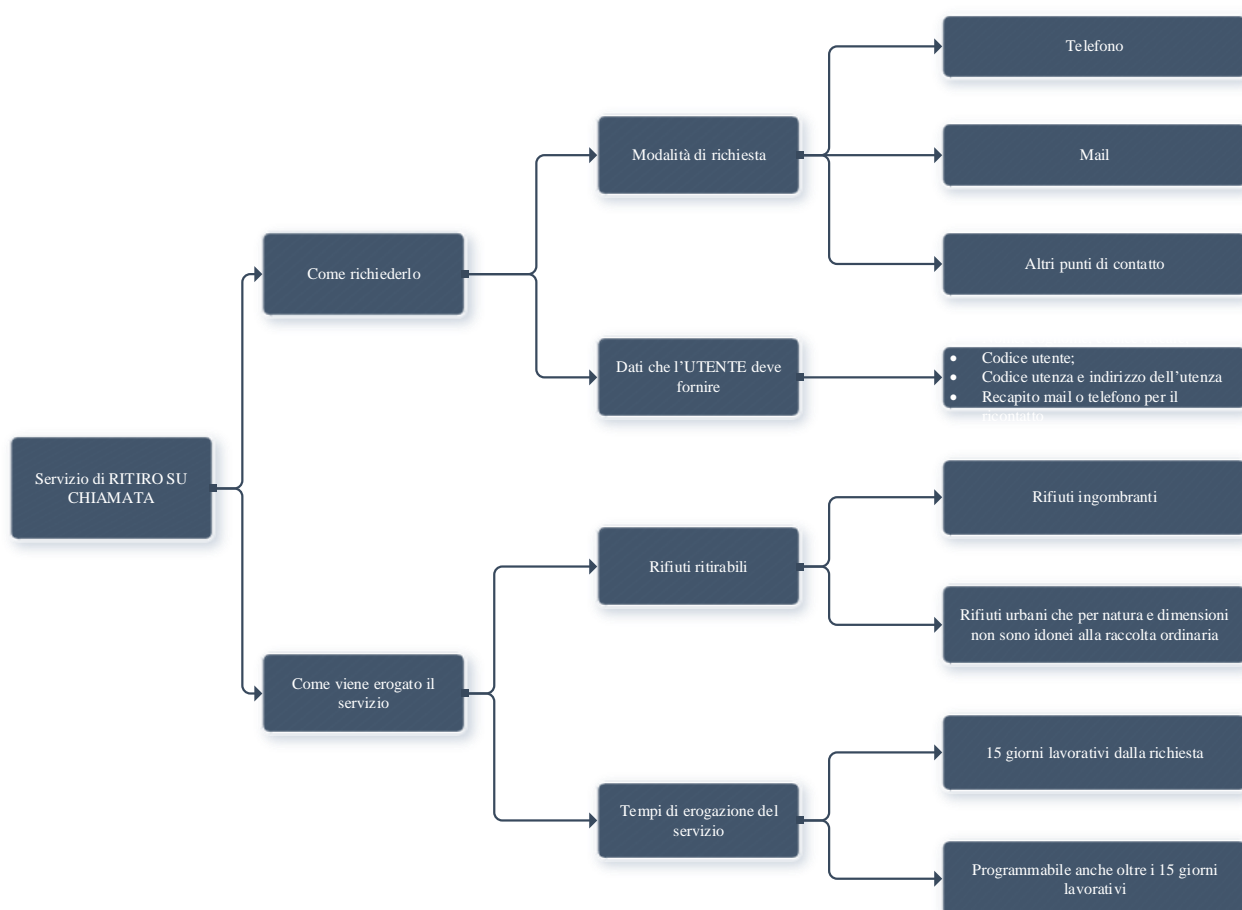 Telefono
Modalità di richiesta
Mail
Come richiederlo
Altri punti di contatto
Dati che l'UTENTE deve
fornire
• Codice utente;
• Codice utenza e indirizzo dell'utenza
• Recapito mail o telefono per il
ricontatto
Servizio di RITIRO SU
CHIAMATA
Rifiuti ingombranti
Rifiuti ritirabili
Rifiuti urbani che per natura e dimensioni
non sono idonei alla raccolta ordinaria
Come viene erogato il
servizio
15 giorni lavorativi dalla richiesta
Tempi di erogazione del
servizio
Programmabile anche oltre i 15 giorni
lavorativi